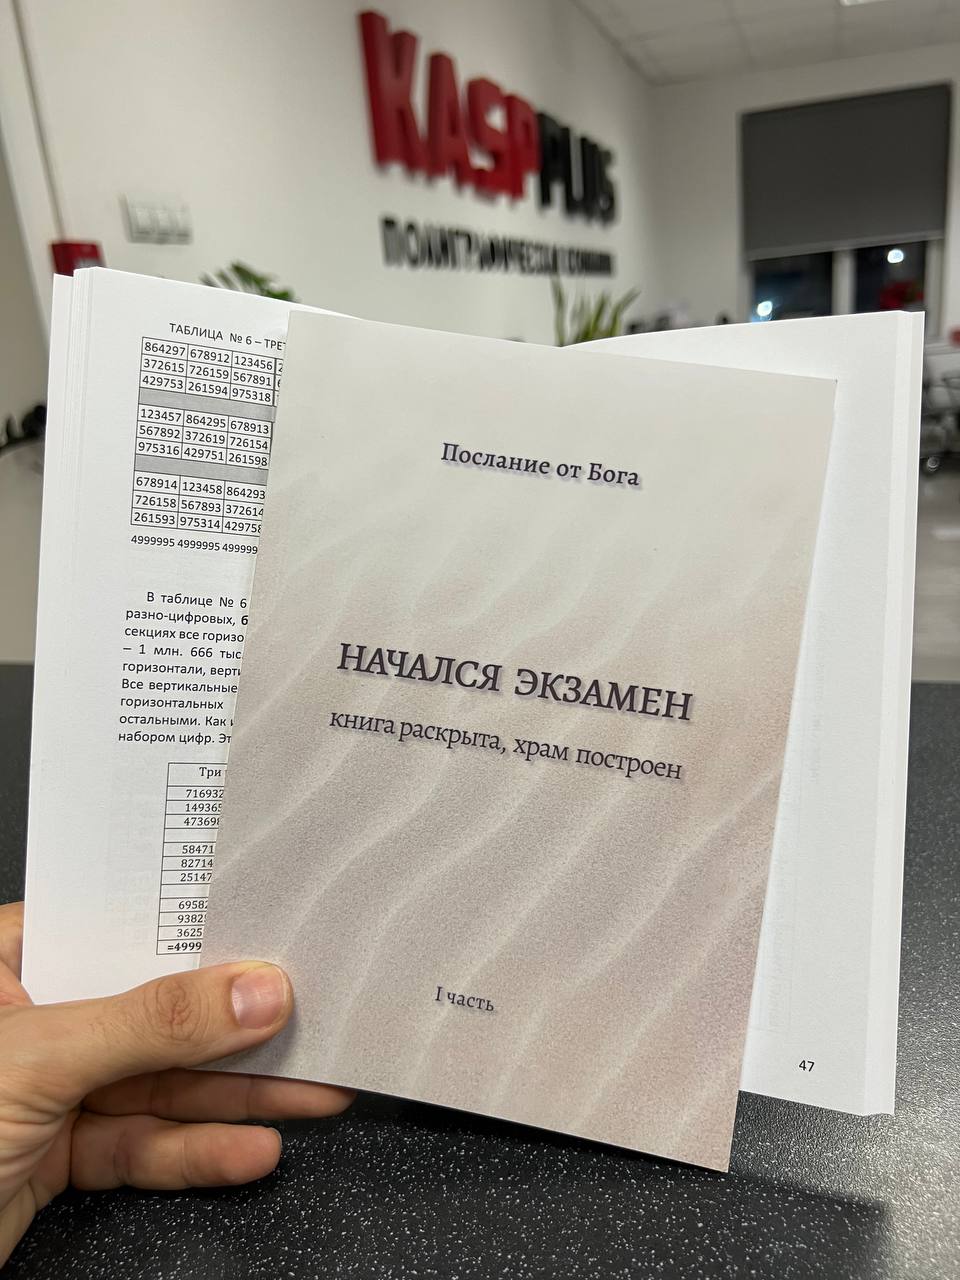 KASPPLUS
ПОЛИГРАФИЧЕСКАЯ КОМПАНИЯ
ТАБЛИЦА № 6 – ТРЕТ
864297 678912 123456 2
372615 726159 567891
429753 261594 975318
123457 864295 678913
567892 372619 726154
975316 429751 261598
678914 123458 864293
726158 567893 372614
261593 975314 429758
4999995 4999995 499999
В таблице № 6
разно-цифровых, б
секциях все горизо
– 1 млн. 666 тыс
горизонтали, верти
Все вертикальные
горизонтальных
остальными. Как и
набором цифр. Эт
Три
716932
149365
473698
58471
82714
25147
69582
9382
3625
=4999
Послание от Бога
НАЧАЛСЯ ЭКЗАМЕН
книга раскрыта, храм построен
I часть
47